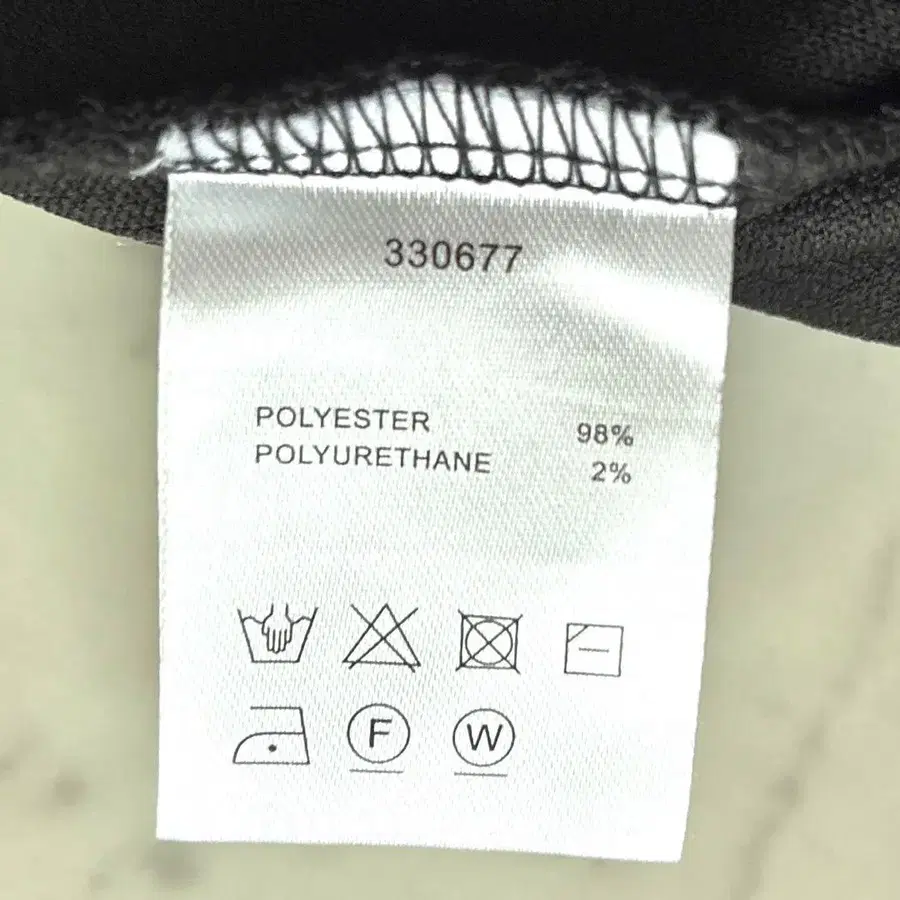 330677
POLYESTER 98%
POLYURETHANE 2%
F W